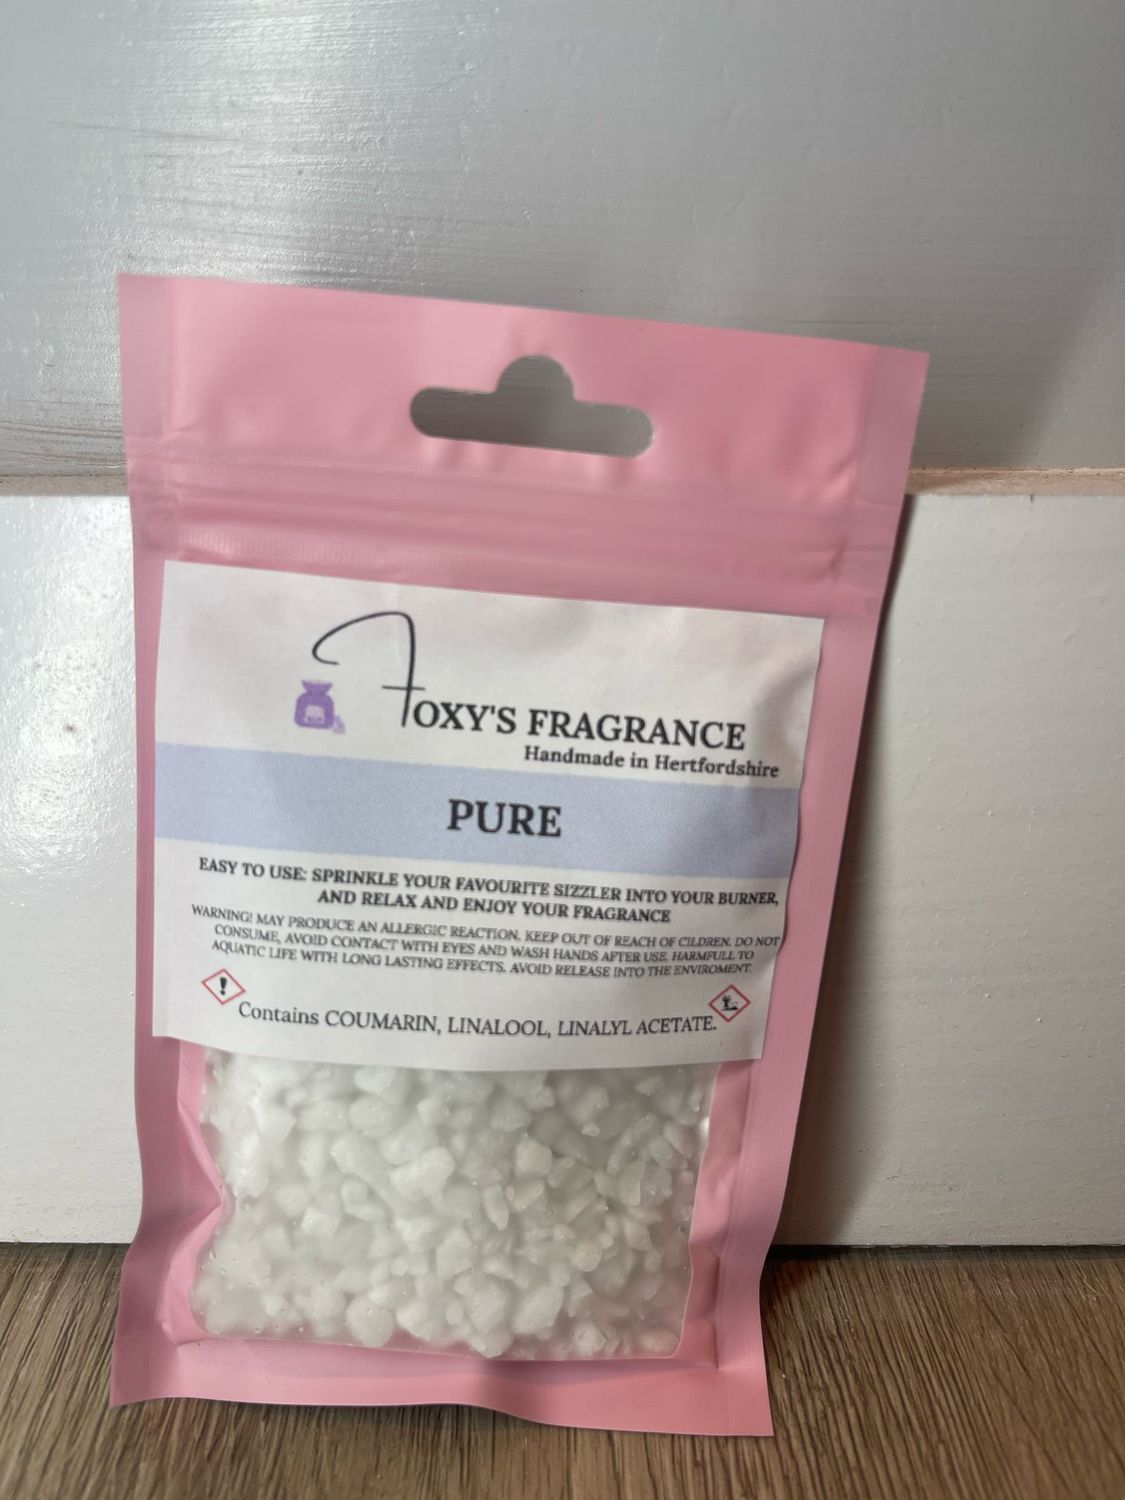 FOXY'S FRAGRANCE
Handmade in Hertfordshire
PURE
EASY TO USE: SPRINKLE YOUR FAVOURITE SIZZLER INTO YOUR BURNER,
AND RELAX AND ENJOY YOUR FRAGRANCE
WARNING! MAY PRODUCE AN ALLERGIC REACTION. KEEP OUT OF REACH OF CILDREN. DO NOT
CONSUME, AVOID CONTACT WITH EYES AND WASH HANDS AFTER USE. HARMFULL TO
AQUATIC LIFE WITH LONG LASTING EFFECTS. AVOID RELEASE INTO THE ENVIROMENT.
Contains COUMARIN, LINALOOL, LINALYL ACETATE.